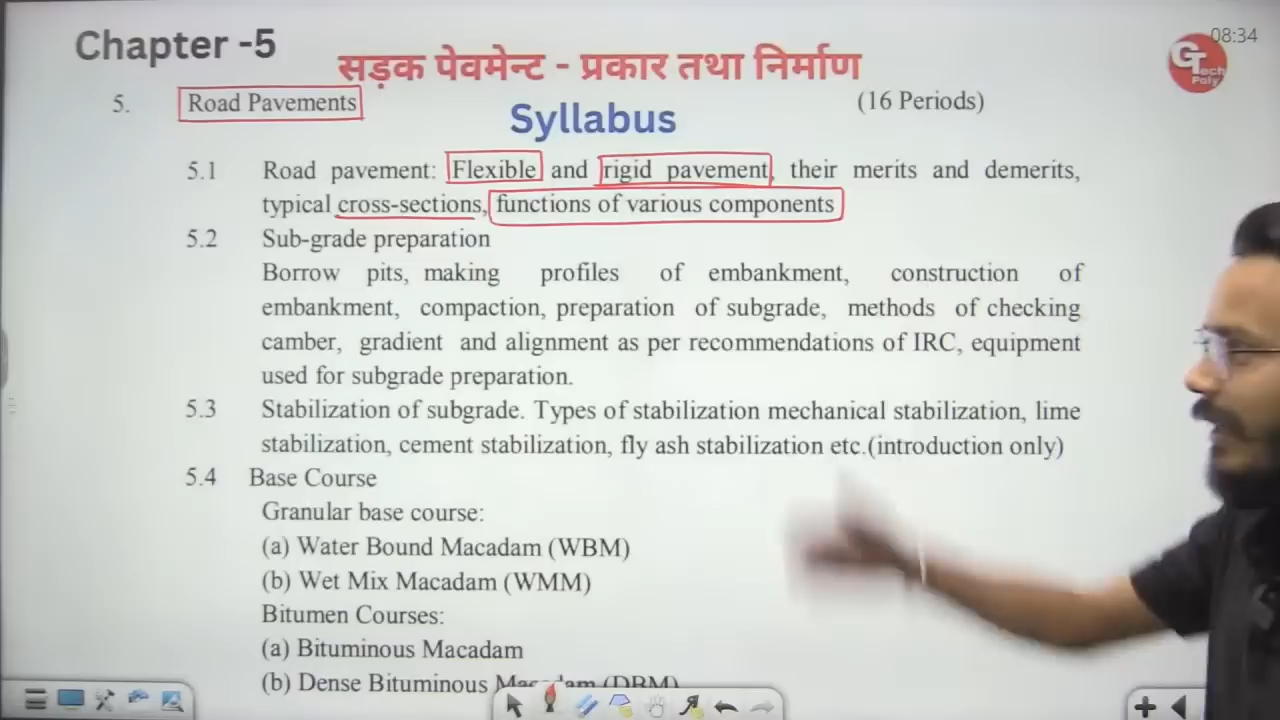 Chapter -5
08:34
GT
Tech
Poly
सड़क पेवमेन्ट - प्रकार तथा निर्माण
5. Road Pavements (16 Periods)
Syllabus
5.1 Road pavement: Flexible and rigid pavement, their merits and demerits,
typical cross-sections, functions of various components
5.2 Sub-grade preparation
Borrow pits, making profiles of embankment, construction of
embankment, compaction, preparation of subgrade, methods of checking
camber, gradient and alignment as per recommendations of IRC, equipment
used for subgrade preparation.
5.3 Stabilization of subgrade. Types of stabilization mechanical stabilization, lime
stabilization, cement stabilization, fly ash stabilization etc.(introduction only)
5.4 Base Course
Granular base course:
(a) Water Bound Macadam (WBM)
(b) Wet Mix Macadam (WMM)
Bitumen Courses:
(a) Bituminous Macadam
(b) Dense Bituminous Macadam (DBM)